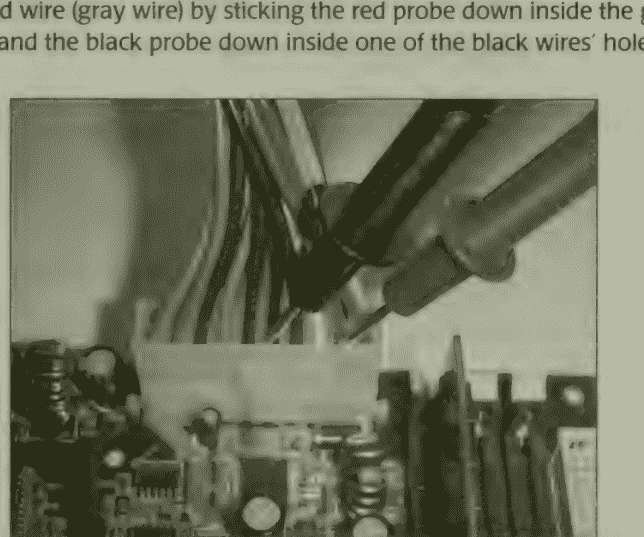 d wire (gray wire) by sticking the red probe down inside the g
and the black probe down inside one of the black wires' hole